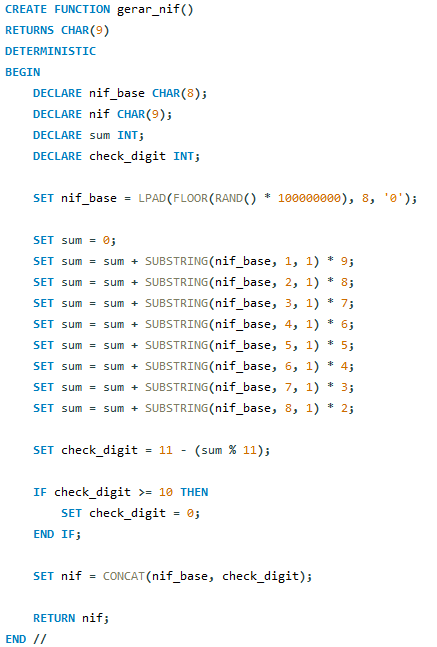 CREATE FUNCTION gerar_nif()
RETURNS CHAR(9)
DETERMINISTIC
BEGIN
    DECLARE nif_base CHAR(8);
    DECLARE nif CHAR(9);
    DECLARE sum INT;
    DECLARE check_digit INT;

    SET nif_base = LPAD(FLOOR(RAND() * 100000000), 8, '0');

    SET sum = 0;
    SET sum = sum + SUBSTRING(nif_base, 1, 1) * 9;
    SET sum = sum + SUBSTRING(nif_base, 2, 1) * 8;
    SET sum = sum + SUBSTRING(nif_base, 3, 1) * 7;
    SET sum = sum + SUBSTRING(nif_base, 4, 1) * 6;
    SET sum = sum + SUBSTRING(nif_base, 5, 1) * 5;
    SET sum = sum + SUBSTRING(nif_base, 6, 1) * 4;
    SET sum = sum + SUBSTRING(nif_base, 7, 1) * 3;
    SET sum = sum + SUBSTRING(nif_base, 8, 1) * 2;

    SET check_digit = 11 - (sum % 11);

    IF check_digit >= 10 THEN
        SET check_digit = 0;
    END IF;

    SET nif = CONCAT(nif_base, check_digit);

    RETURN nif;
END //